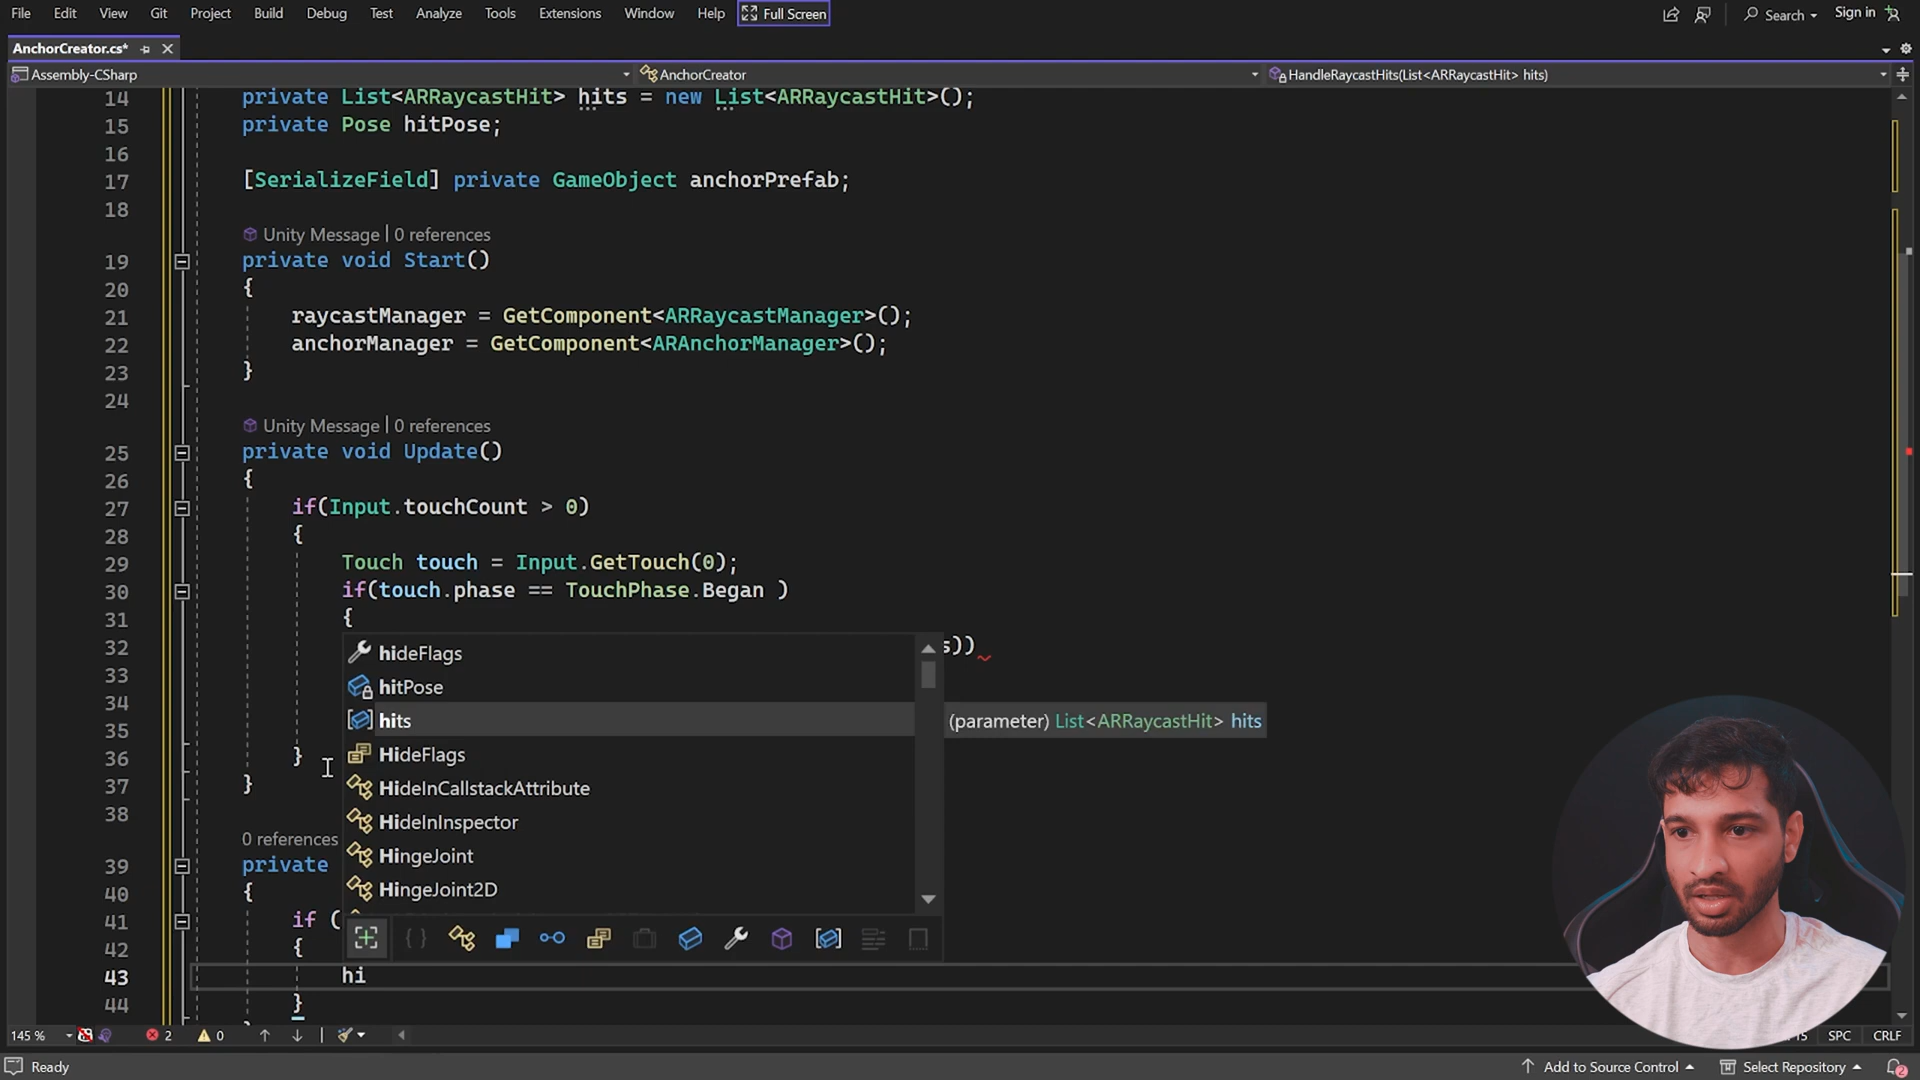 File Edit View Git Project Build Debug Test Analyze Tools Extensions Window Help Full Screen Search Sign in
AnchorCreator.cs*
Assembly-CSharp AnchorCreator HandleRaycastHits(List<ARRaycastHit> hits)
14 private List<ARRaycastHit> hits = new List<ARRaycastHit>();
15 private Pose hitPose;
16
17 [SerializeField] private GameObject anchorPrefab;
18
Unity Message | 0 references
19 private void Start()
20 {
21 raycastManager = GetComponent<ARRaycastManager>();
22 anchorManager = GetComponent<ARAnchorManager>();
23 }
24
Unity Message | 0 references
25 private void Update()
26 {
27 if(Input.touchCount > 0)
28 {
29 Touch touch = Input.GetTouch(0);
30 if(touch.phase == TouchPhase.Began )
31 {
32 s))
hideFlags
33
hitPose
34
hits (parameter) List<ARRaycastHit> hits
35
36 }
HideFlags
37 }
HideInCallstackAttribute
38
HideInInspector
0 references
HingeJoint
39 private
40 {
HingeJoint2D
41 if (
42 {
43 hi
44 }
145 % 2 0 SPC CRLF
Ready Add to Source Control Select Repository 2